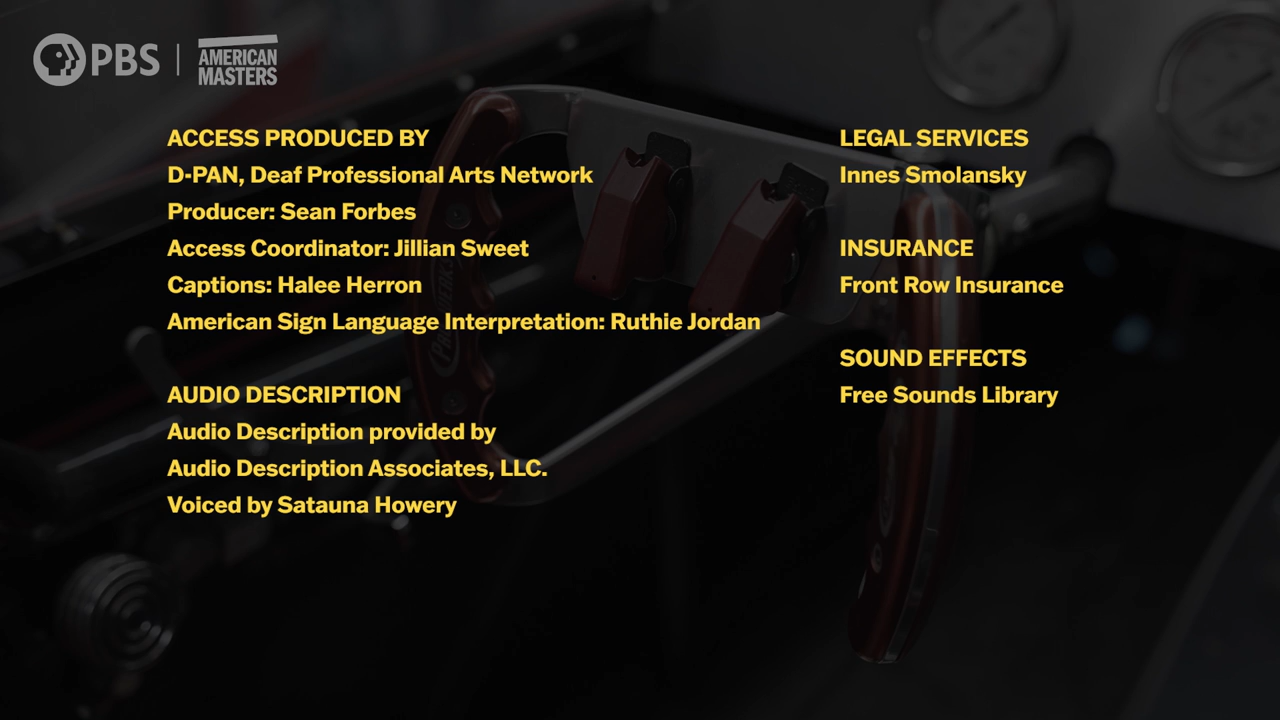 PBS | AMERICAN
MASTERS
ACCESS PRODUCED BY
D-PAN, Deaf Professional Arts Network
Producer: Sean Forbes
Access Coordinator: Jillian Sweet
Captions: Halee Herron
American Sign Language Interpretation: Ruthie Jordan
AUDIO DESCRIPTION
Audio Description provided by
Audio Description Associates, LLC.
Voiced by Satauna Howery
LEGAL SERVICES
Innes Smolansky
INSURANCE
Front Row Insurance
SOUND EFFECTS
Free Sounds Library